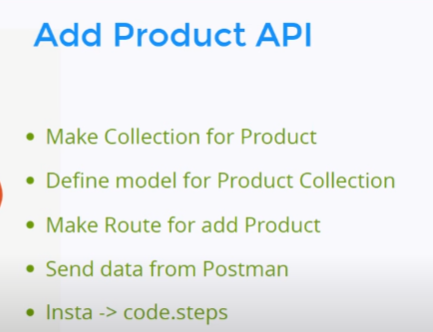 Add Product API
• Make Collection for Product
• Define model for Product Collection
• Make Route for add Product
• Send data from Postman
• Insta -> code.steps